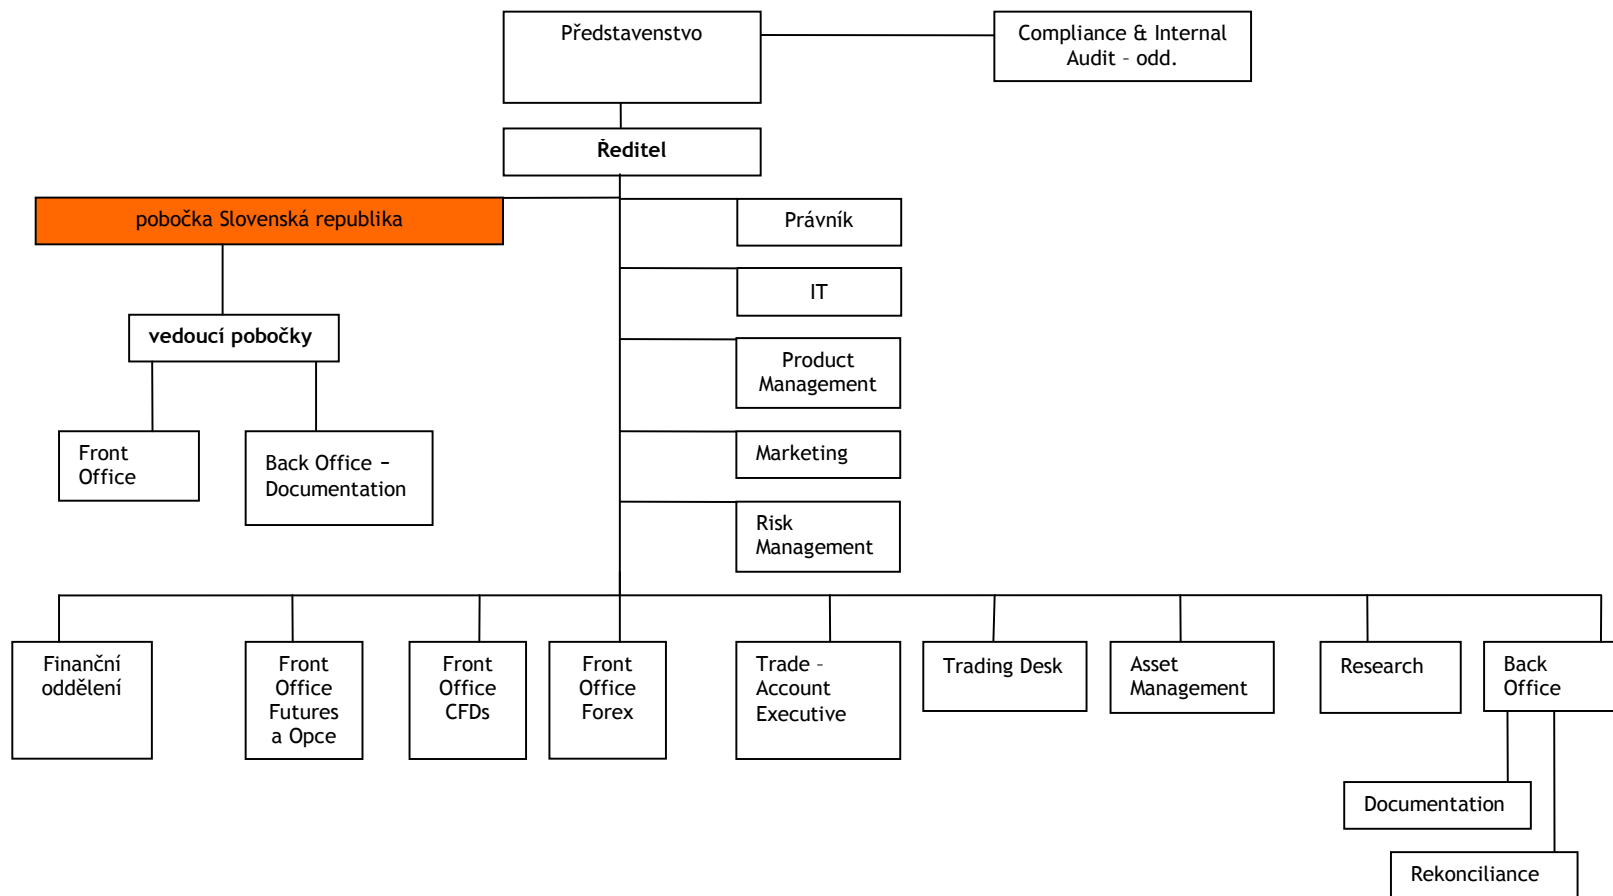 Představenstvo
Compliance & Internal
Audit – odd.
Ředitel
pobočka Slovenská republika
Právník
IT
vedoucí pobočky
Product
Management
Front
Office
Back Office –
Documentation
Marketing
Risk
Management
Finanční
oddělení
Front
Office
Futures
a Opce
Front
Office
CFDs
Front
Office
Forex
Trade –
Account
Executive
Trading Desk
Asset
Management
Research
Back
Office
Documentation
Rekonciliance